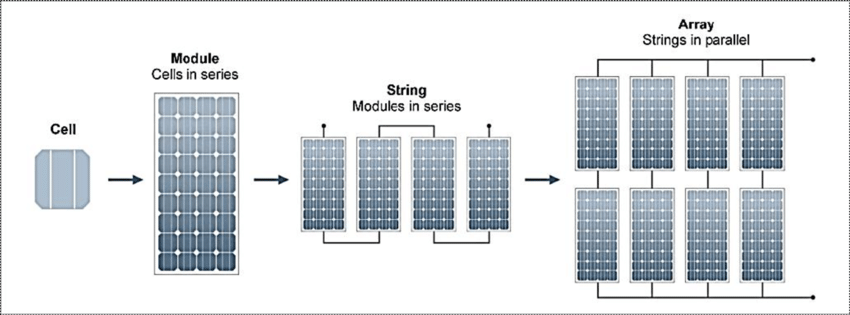 Cell
Module
Cells in series
String
Modules in series
Array
Strings in parallel